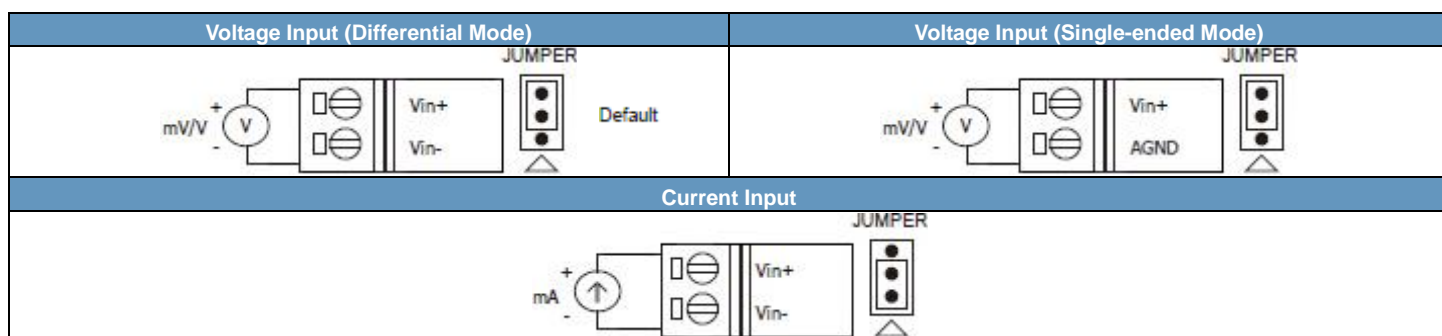 Voltage Input (Differential Mode)
JUMPER
mV/V
+
V
-
Vin+
Vin-
Default
Voltage Input (Single-ended Mode)
JUMPER
mV/V
+
V
-
Vin+
AGND
Current Input
JUMPER
mA
+
-
Vin+
Vin-